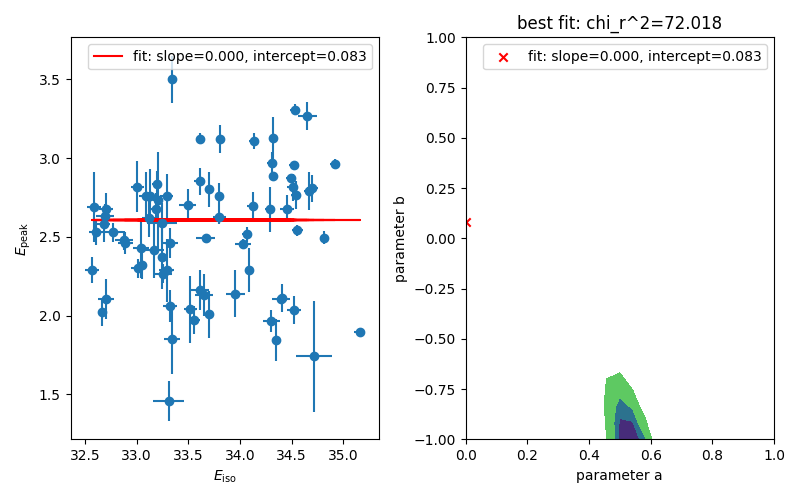 best fit: chi_r^2=72.018
fit: slope=0.000, intercept=0.083
fit: slope=0.000, intercept=0.083
3.5
3.0
2.5
2.0
1.5
E_peak
32.5 33.0 33.5 34.0 34.5 35.0
E_iso
1.00
0.75
0.50
0.25
0.00
−0.25
−0.50
−0.75
−1.00
parameter b
0.0 0.2 0.4 0.6 0.8 1.0
parameter a